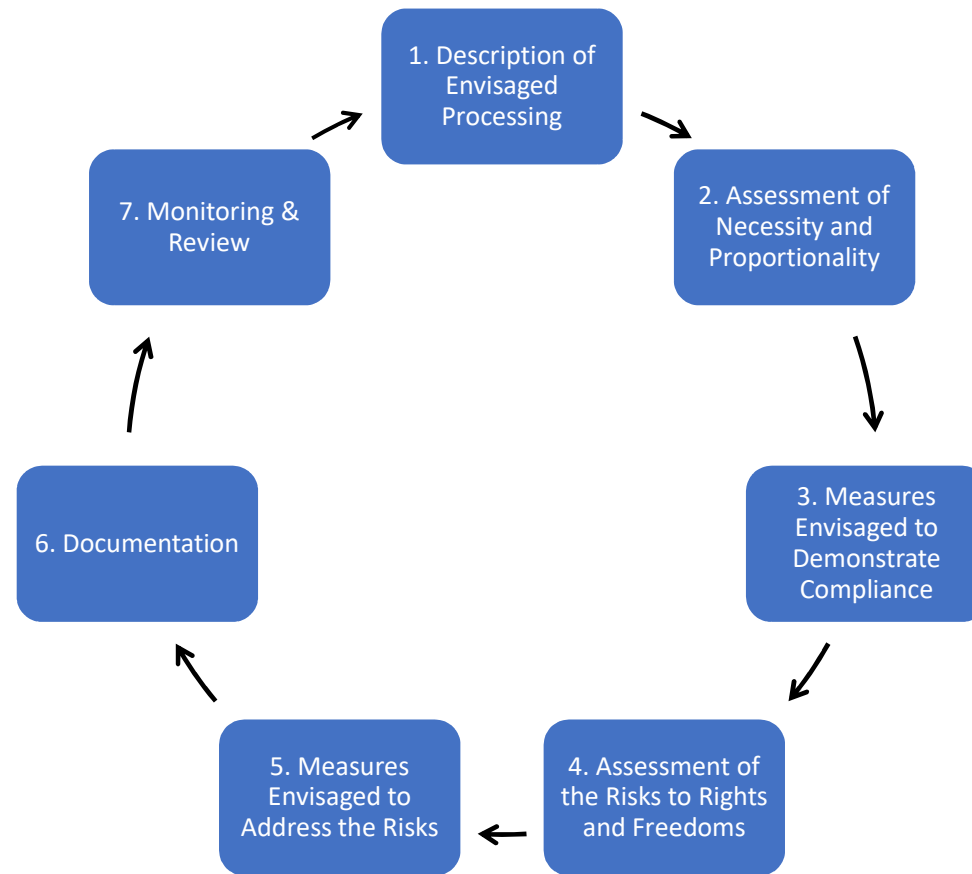 1. Description of
Envisaged
Processing
2. Assessment of
Necessity and
Proportionality
3. Measures
Envisaged to
Demonstrate
Compliance
4. Assessment of
the Risks to Rights
and Freedoms
5. Measures
Envisaged to
Address the Risks
6. Documentation
7. Monitoring &
Review